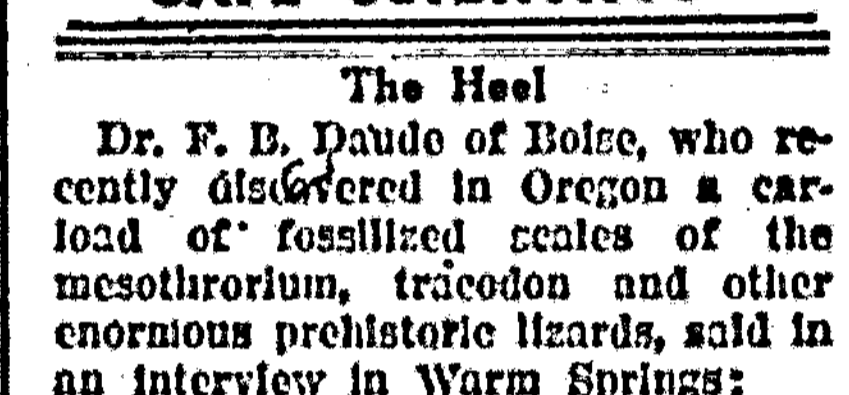 The Heel
Dr. F. B. Daudo of Boise, who re-
cently discovered in Oregon a car-
load of fossilized scales of the
mesothrorium, tracodon and other
enormous prehistoric lizards, said in
an interview in Warm Springs: